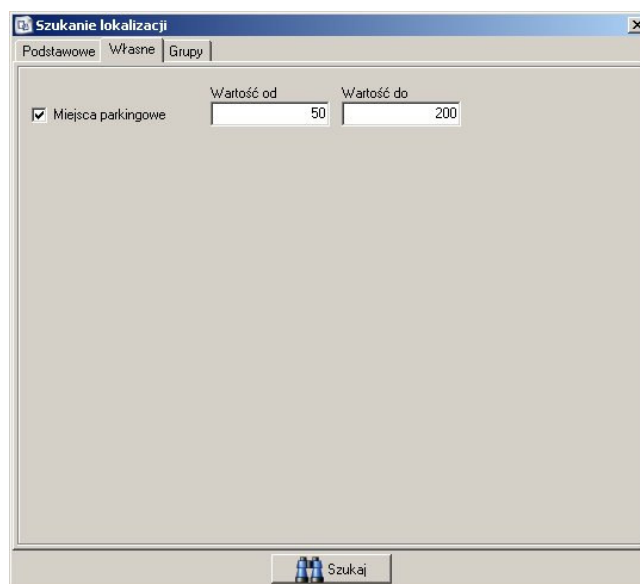 Szukanie lokalizacji
Podstawowe Własne Grupy
Wartość od Wartość do
Miejsca parkingowe 50 200
Szukaj